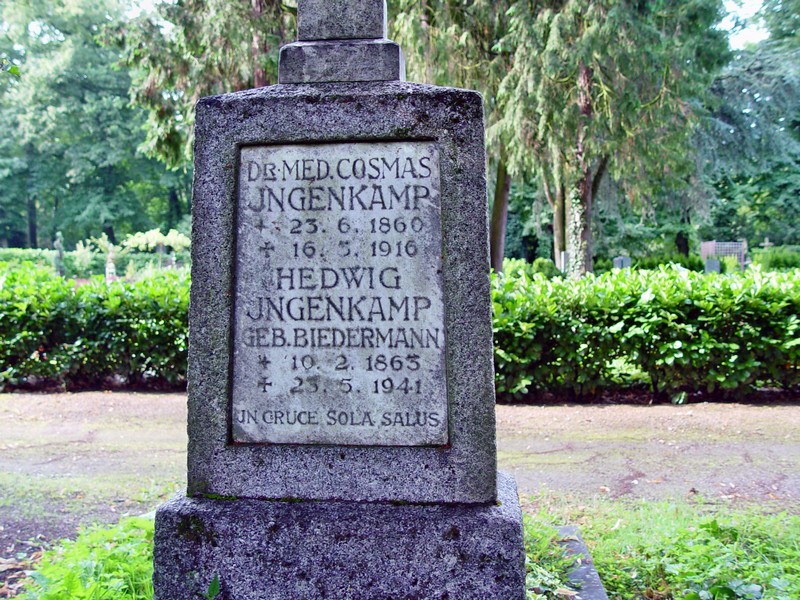 DR·MED. COSMAS
JNGENKAMP
* 23. 6. 1860
+ 16. 3. 1916
HEDWIG
JNGENKAMP
GEB. BIEDERMANN
* 10. 2. 1863
+ 23. 5. 1941
JN CRUCE SOLA SALUS